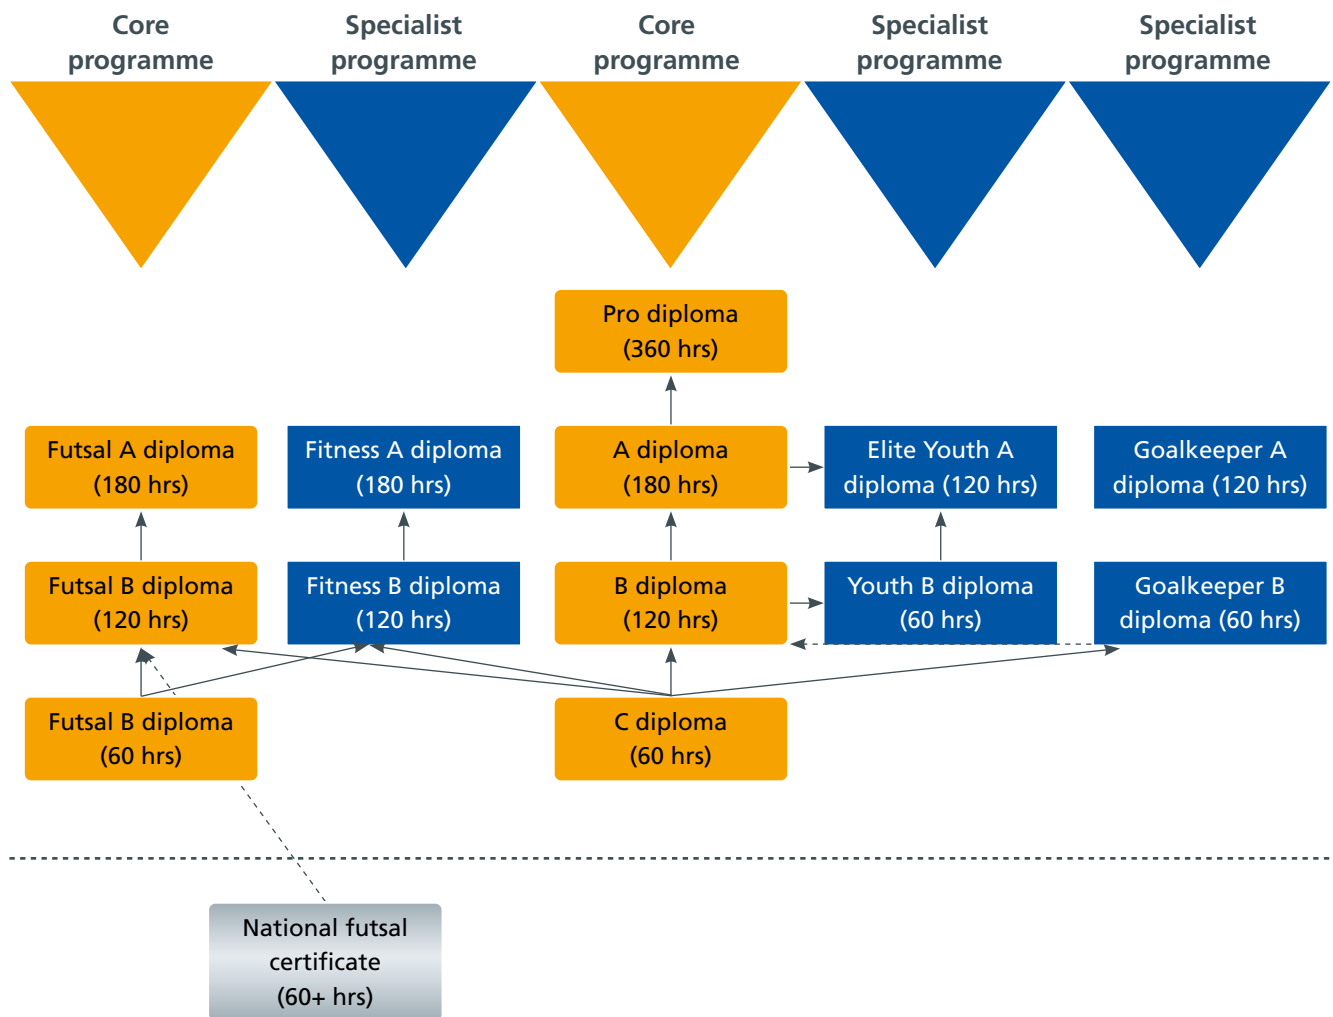 Core
programme
Specialist
programme
Core
programme
Specialist
programme
Specialist
programme
Pro diploma
(360 hrs)
Futsal A diploma
(180 hrs)
Fitness A diploma
(180 hrs)
A diploma
(180 hrs)
Elite Youth A
diploma (120 hrs)
Goalkeeper A
diploma (120 hrs)
Futsal B diploma
(120 hrs)
Fitness B diploma
(120 hrs)
B diploma
(120 hrs)
Youth B diploma
(60 hrs)
Goalkeeper B
diploma (60 hrs)
Futsal B diploma
(60 hrs)
C diploma
(60 hrs)
National futsal
certificate
(60+ hrs)